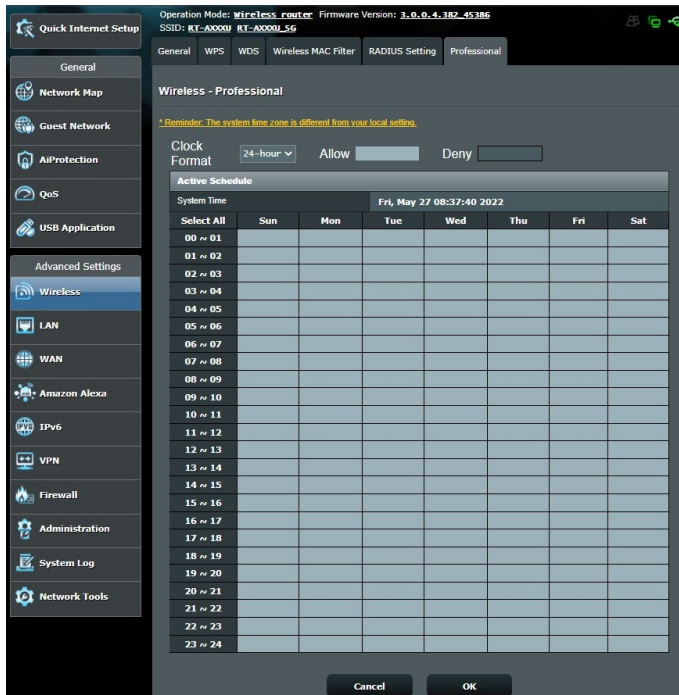 Quick Internet Setup
General
Network Map
Guest Network
AiProtection
QoS
USB Application
Advanced Settings
Wireless
LAN
WAN
Amazon Alexa
IPv6
VPN
Firewall
Administration
System Log
Network Tools
Operation Mode: Wireless router Firmware Version: 3.0.0.4.382_45386
SSID: RT-AXXXU RT-AXXXU_5G
General WPS WDS Wireless MAC Filter RADIUS Setting Professional
Wireless - Professional
* Reminder: The system time zone is different from your local setting.
Clock Format 24-hour Allow Deny
Active Schedule
System Time Fri, May 27 08:37:40 2022
Select All Sun Mon Tue Wed Thu Fri Sat
00 ~ 01
01 ~ 02
02 ~ 03
03 ~ 04
04 ~ 05
05 ~ 06
06 ~ 07
07 ~ 08
08 ~ 09
09 ~ 10
10 ~ 11
11 ~ 12
12 ~ 13
13 ~ 14
14 ~ 15
15 ~ 16
16 ~ 17
17 ~ 18
18 ~ 19
19 ~ 20
20 ~ 21
21 ~ 22
22 ~ 23
23 ~ 24
Cancel OK